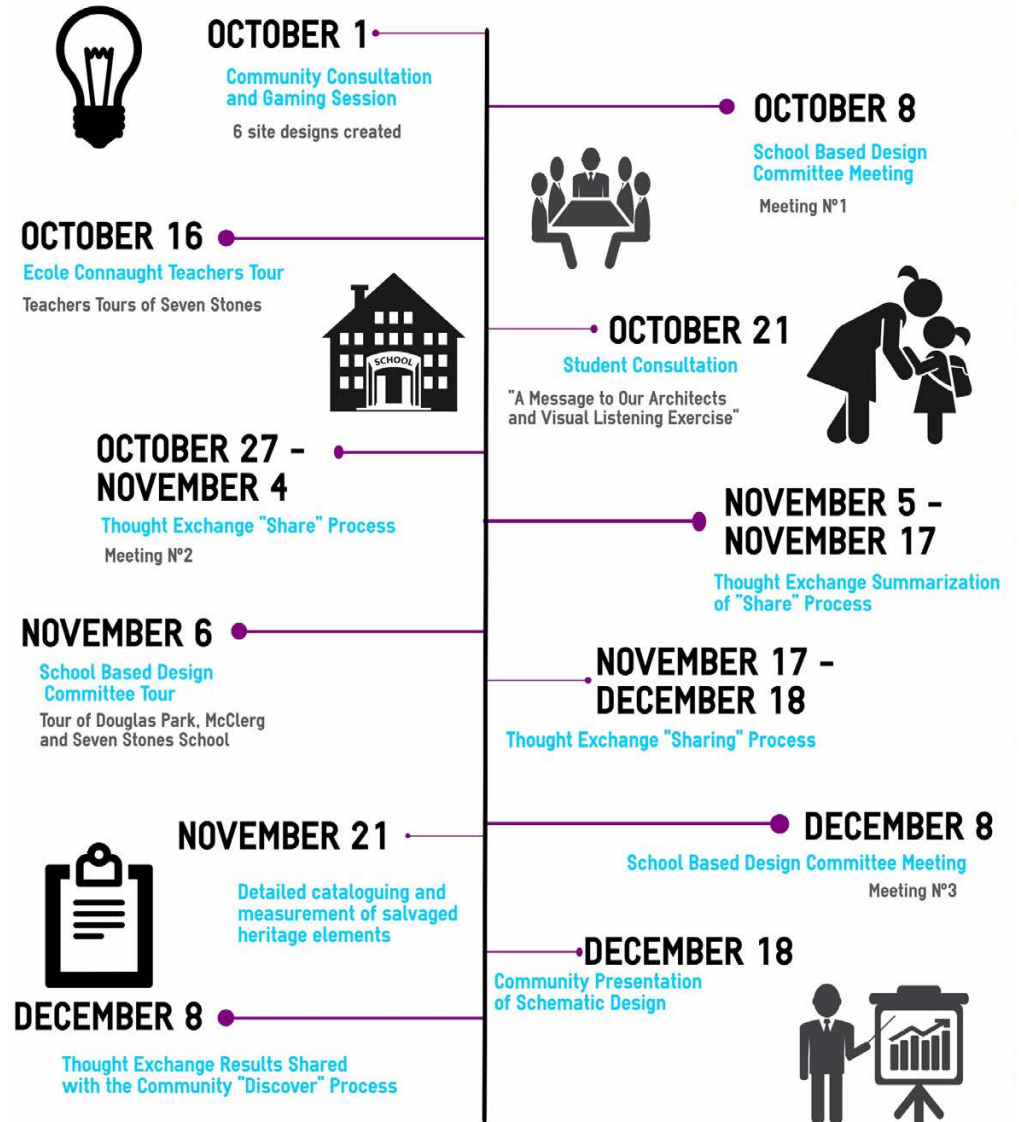 OCTOBER 1
Community Consultation
and Gaming Session
6 site designs created
OCTOBER 8
School Based Design
Committee Meeting
Meeting Nº1
OCTOBER 16
Ecole Connaught Teachers Tour
Teachers Tours of Seven Stones
SCHOOL
OCTOBER 21
Student Consultation
"A Message to Our Architects
and Visual Listening Exercise"
OCTOBER 27 -
NOVEMBER 4
Thought Exchange "Share" Process
Meeting Nº2
NOVEMBER 5 -
NOVEMBER 17
Thought Exchange Summarization
of "Share" Process
NOVEMBER 6
School Based Design
Committee Tour
Tour of Douglas Park, McClerg
and Seven Stones School
NOVEMBER 17 -
DECEMBER 18
Thought Exchange "Sharing" Process
NOVEMBER 21
Detailed cataloguing and
measurement of salvaged
heritage elements
DECEMBER 8
School Based Design Committee Meeting
Meeting Nº3
DECEMBER 18
Community Presentation
of Schematic Design
DECEMBER 8
Thought Exchange Results Shared
with the Community "Discover" Process